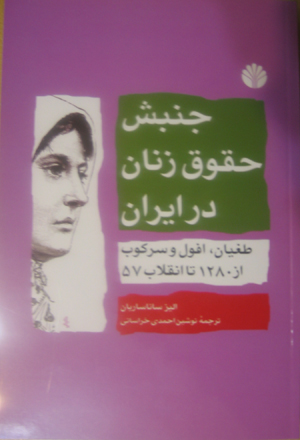 جنبش
حقوق زنان
در ایران
طغیان، افول و سرکوب
از ۱۲۸۰ تا انقلاب ۵۷
الیز ساناساریان
ترجمهٔ نوشین احمدی خراسانی